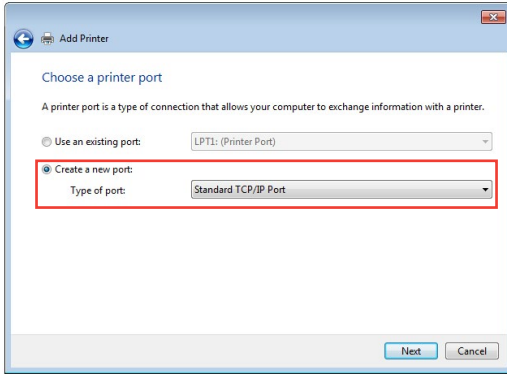 Add Printer
Choose a printer port
A printer port is a type of connection that allows your computer to exchange information with a printer.
Use an existing port: LPT1: (Printer Port)
Create a new port:
Type of port: Standard TCP/IP Port
Next Cancel